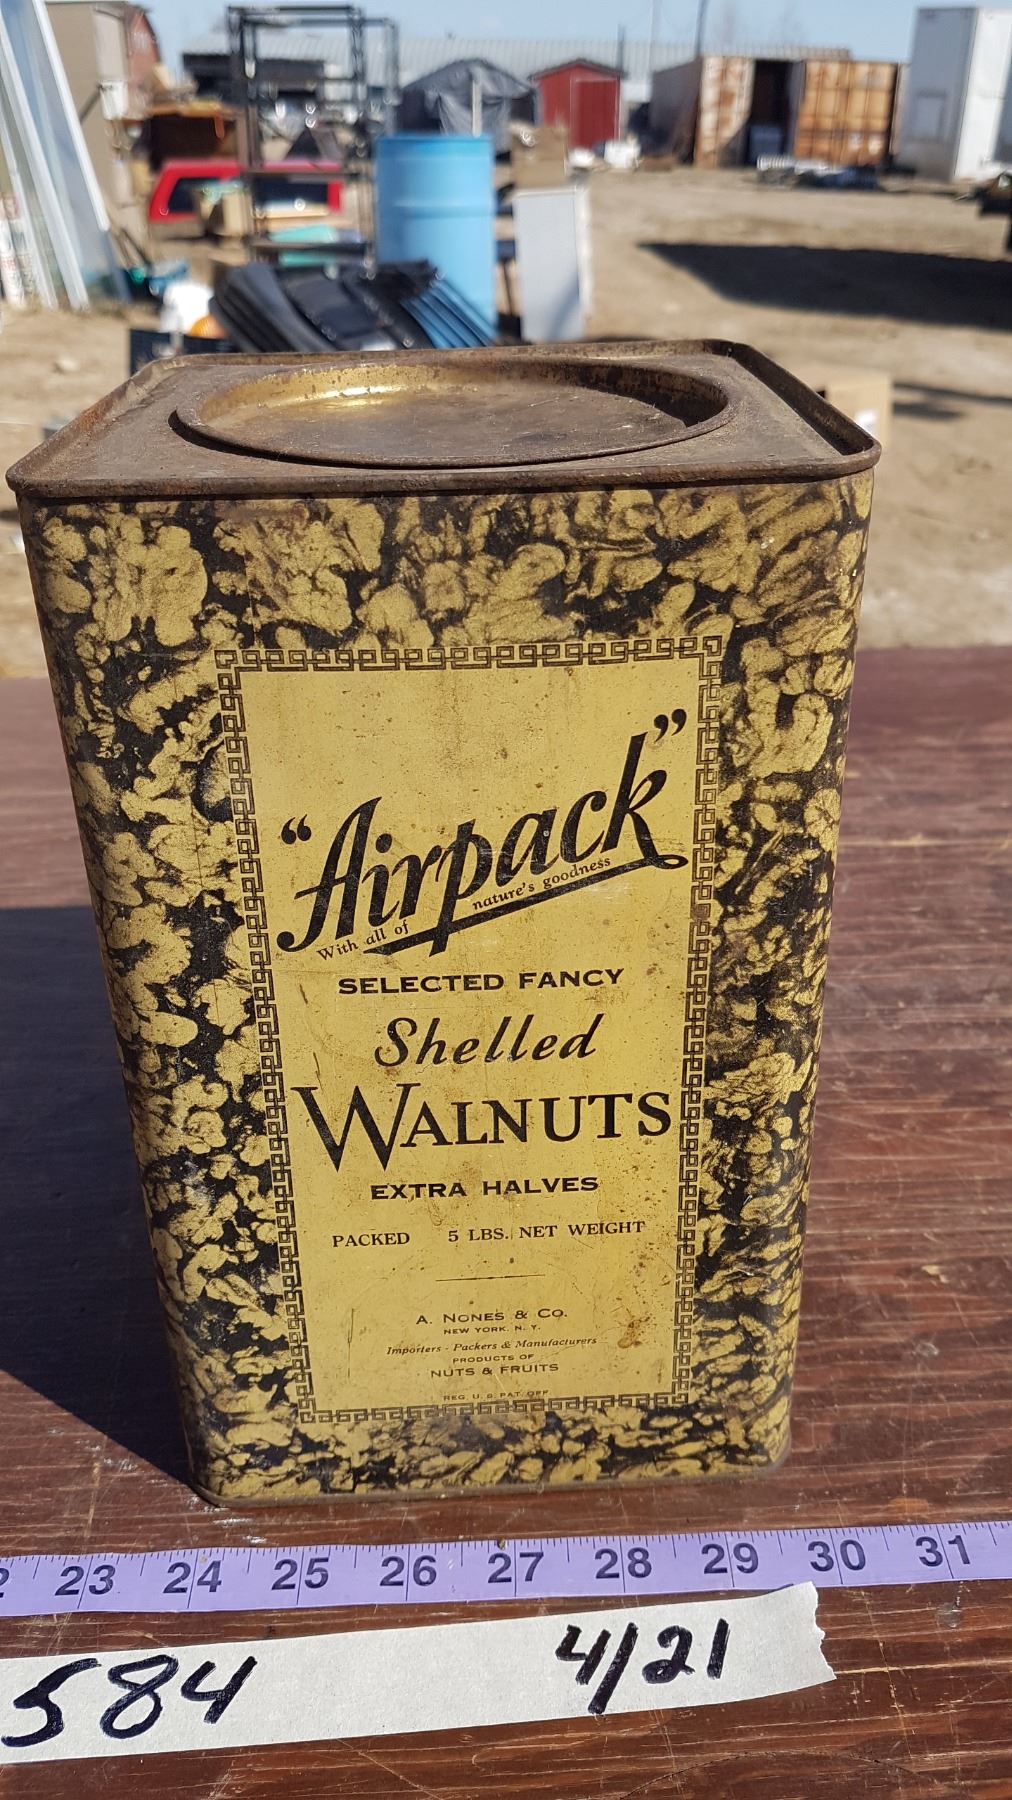 “Airpack”
With all of nature's goodness
SELECTED FANCY
Shelled
WALNUTS
EXTRA HALVES
PACKED 5 LBS. NET WEIGHT
A. NONES & CO.
NEW YORK, N. Y.
Importers - Packers & Manufacturers
PRODUCTS OF
NUTS & FRUITS
REG. U. S. PAT. OFF
23 24 25 26 27 28 29 30 31
584 4/21